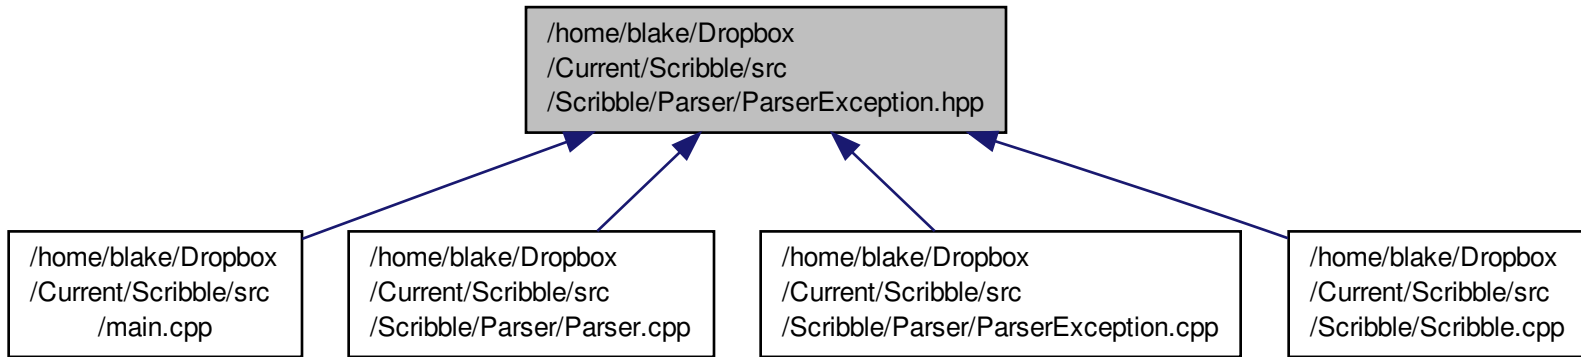 /home/blake/Dropbox
/Current/Scribble/src
/Scribble/Parser/ParserException.hpp
/home/blake/Dropbox
/Current/Scribble/src
/main.cpp
/home/blake/Dropbox
/Current/Scribble/src
/Scribble/Parser/Parser.cpp
/home/blake/Dropbox
/Current/Scribble/src
/Scribble/Parser/ParserException.cpp
/home/blake/Dropbox
/Current/Scribble/src
/Scribble/Scribble.cpp